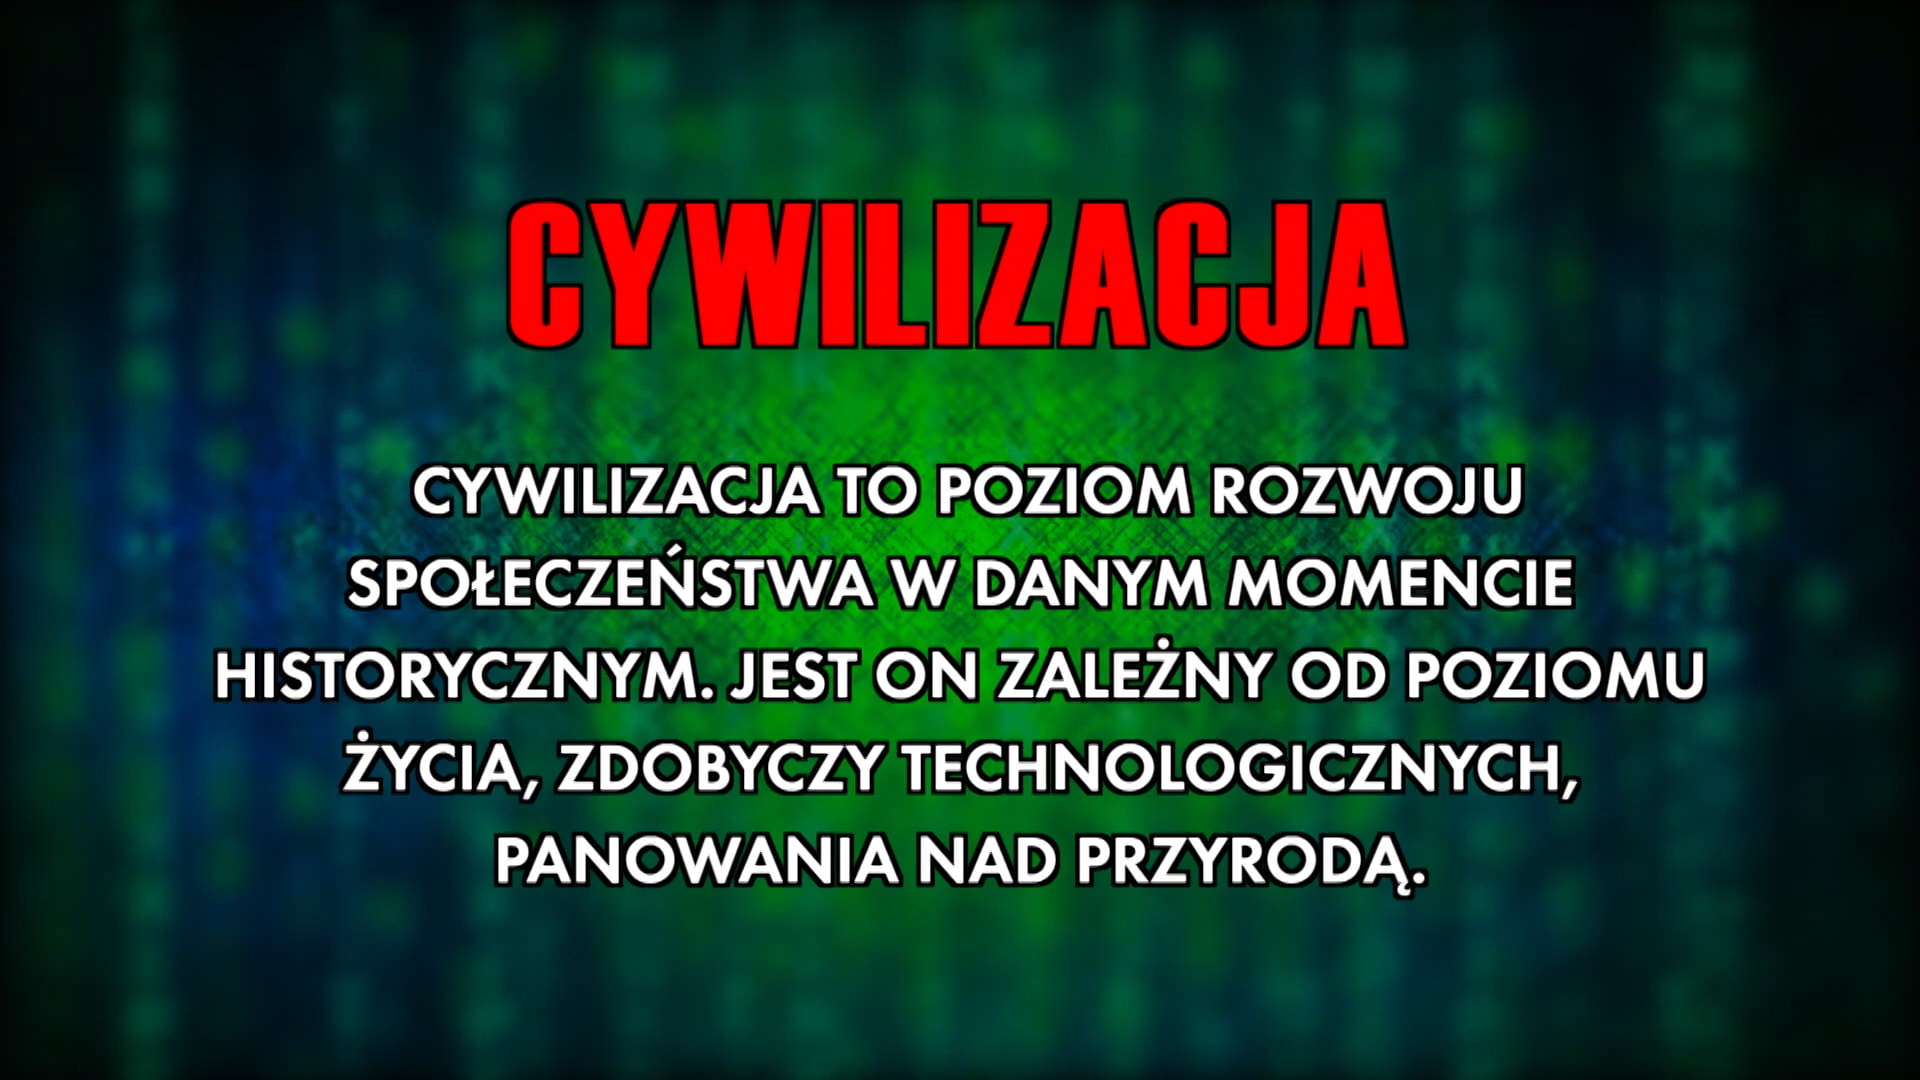 CYWILIZACJA
CYWILIZACJA TO POZIOM ROZWOJU
SPOŁECZEŃSTWA W DANYM MOMENCIE
HISTORYCZNYM. JEST ON ZALEŻNY OD POZIOMU
ŻYCIA, ZDOBYCZY TECHNOLOGICZNYCH,
PANOWANIA NAD PRZYRODĄ.